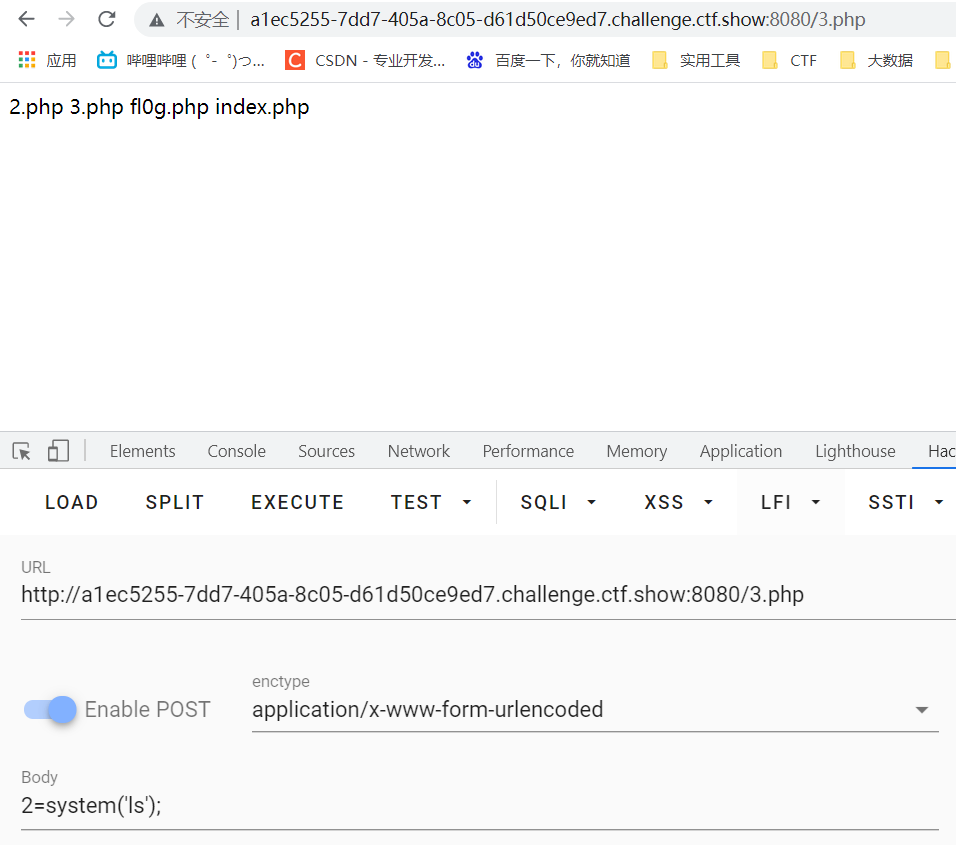 不安全 | a1ec5255-7dd7-405a-8c05-d61d50ce9ed7.challenge.ctf.show:8080/3.php
应用 哔哩哔哩 ( ゜- ゜)つ... CSDN - 专业开发... 百度一下，你就知道 实用工具 CTF 大数据
2.php 3.php fl0g.php index.php
Elements Console Sources Network Performance Memory Application Lighthouse Hac
LOAD SPLIT EXECUTE TEST SQLI XSS LFI SSTI
URL
http://a1ec5255-7dd7-405a-8c05-d61d50ce9ed7.challenge.ctf.show:8080/3.php
enctype
Enable POST application/x-www-form-urlencoded
Body
2=system('ls');